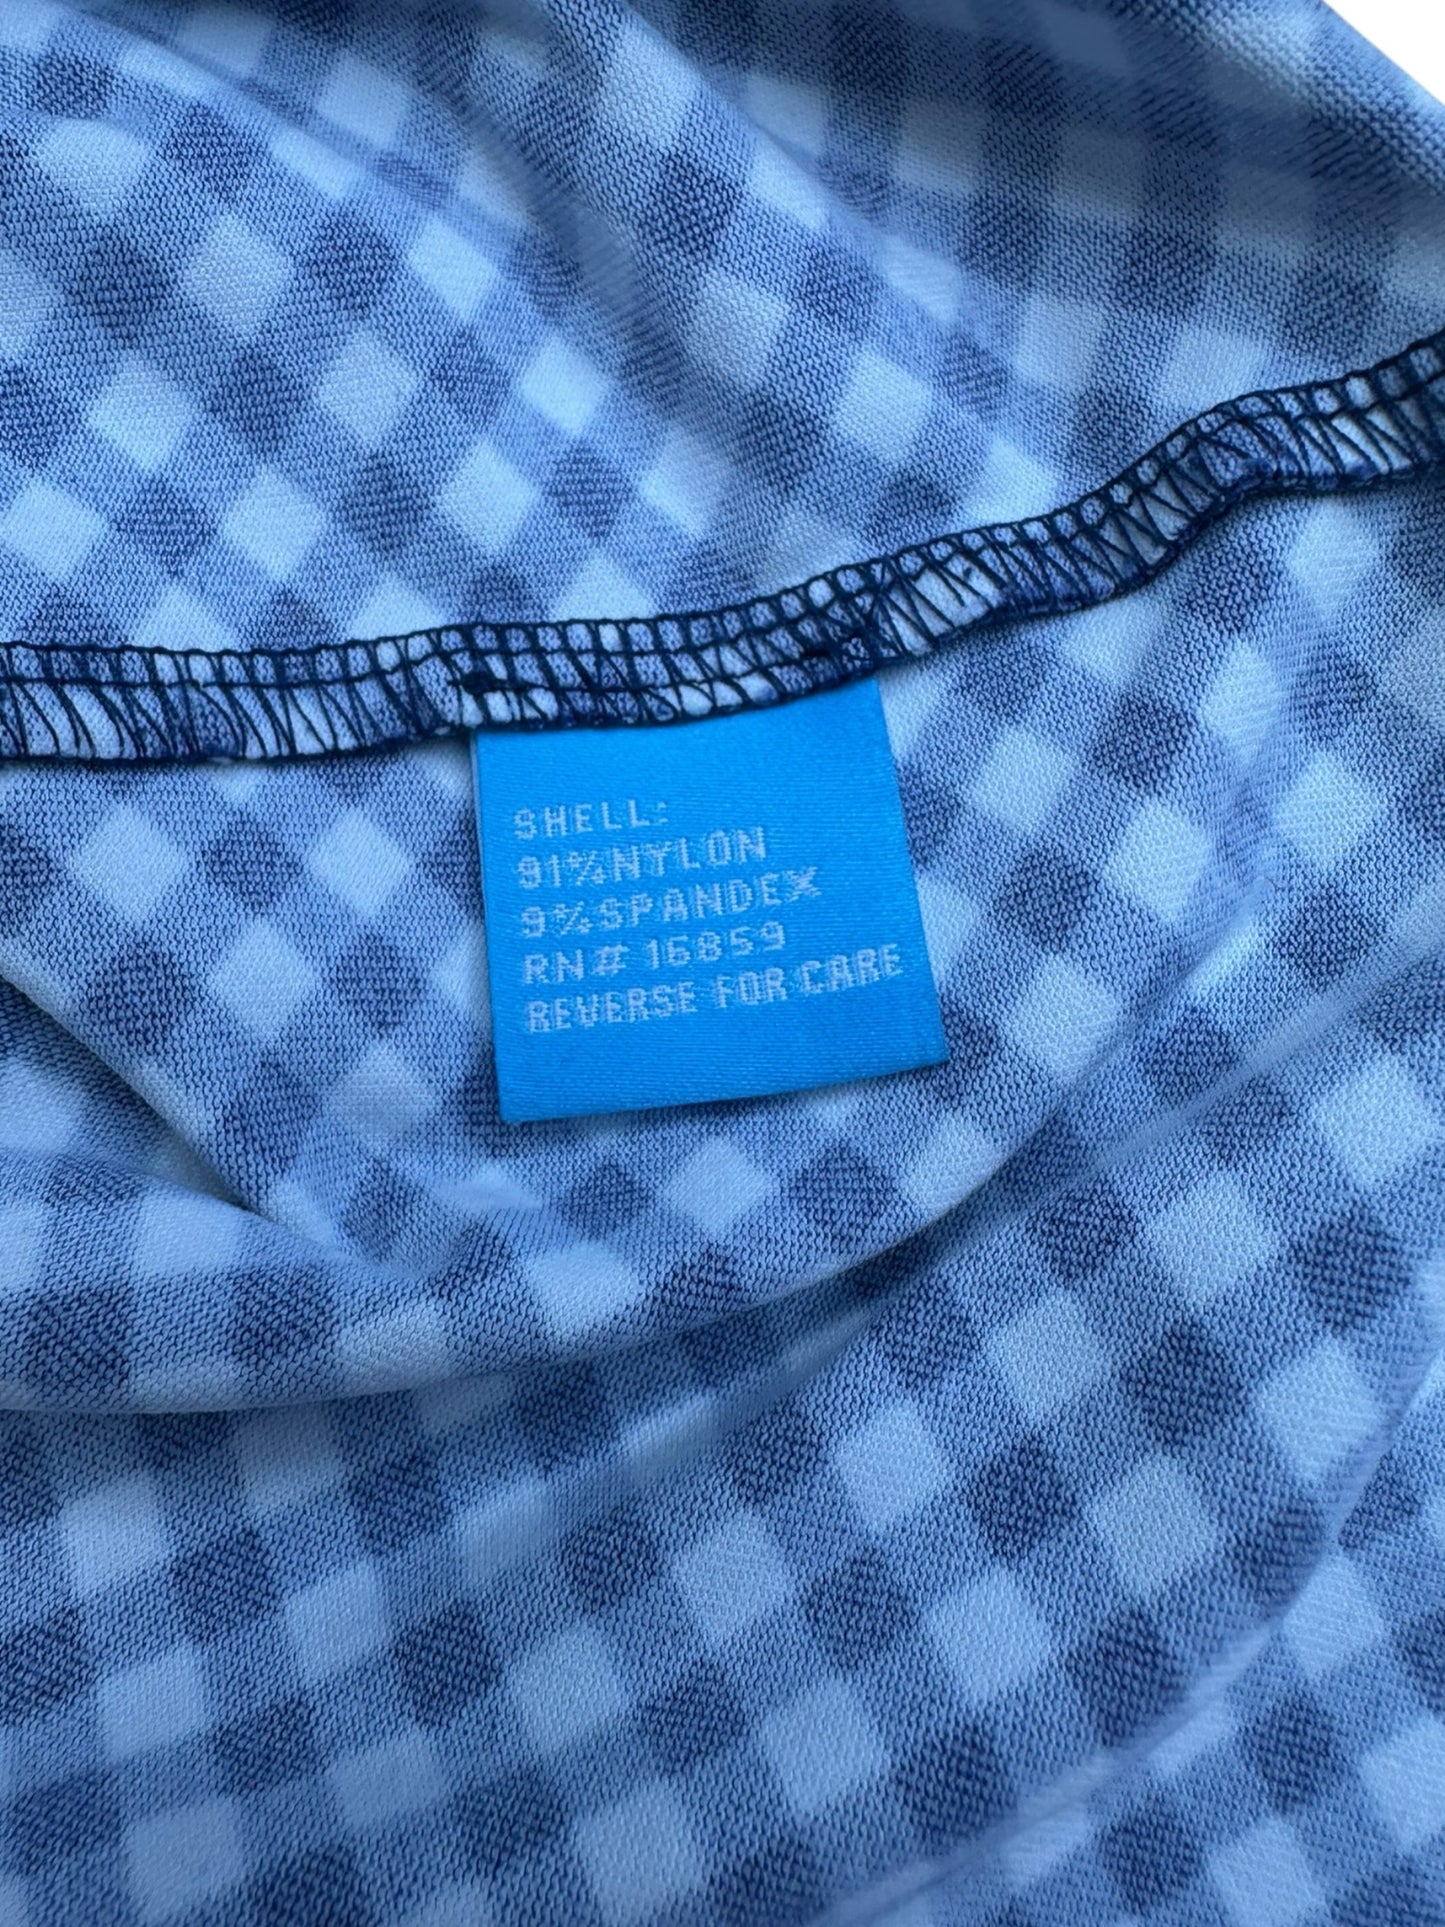 SHELL:
91%NYLON
9%SPANDEX
RN# 16859
REVERSE FOR CARE